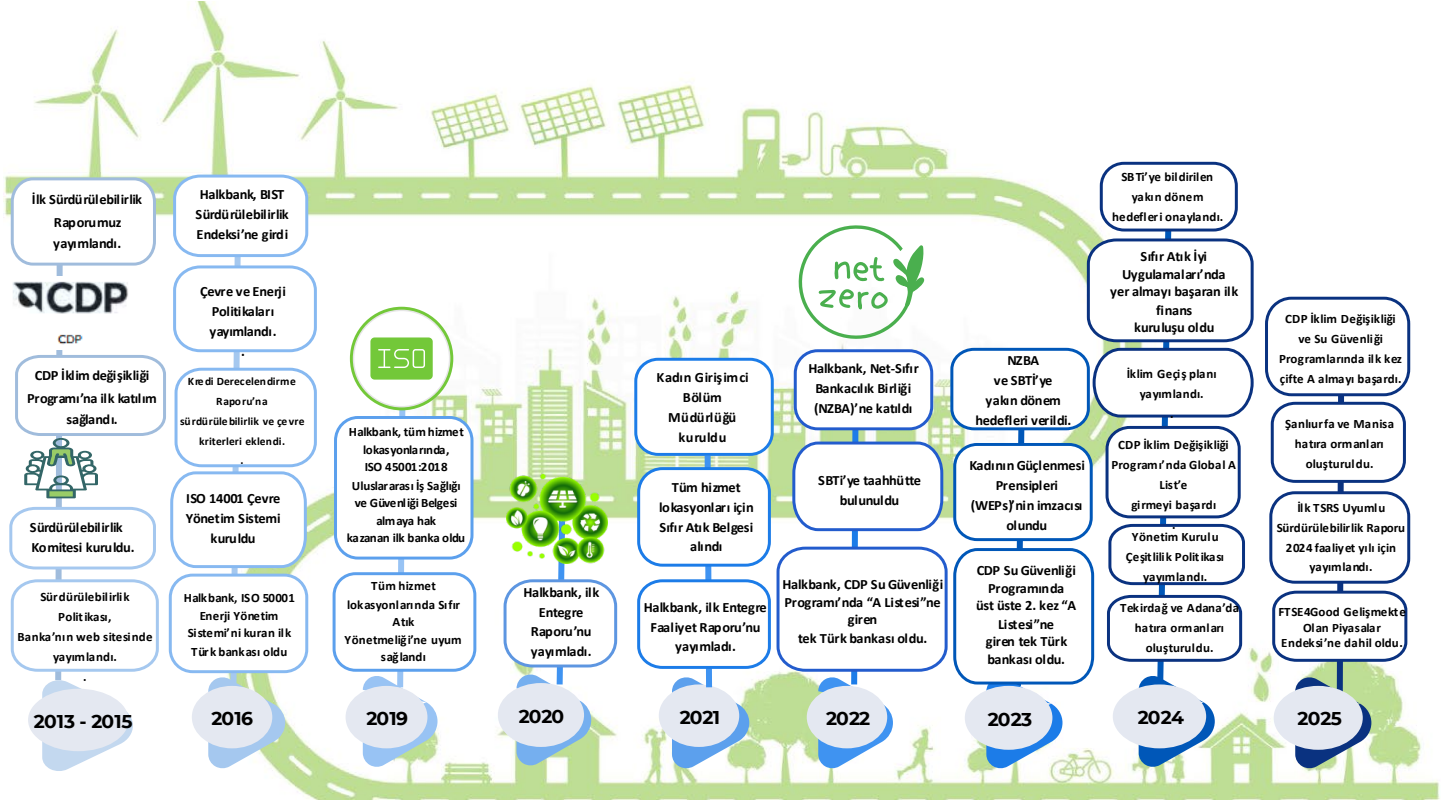 İlk Sürdürülebilirlik
Raporumuz
yayımlandı.
CDP
CDP
CDP İklim değişikliği
Programı’na ilk katılım
sağlandı.
Sürdürülebilirlik
Komitesi kuruldu.
Sürdürülebilirlik
Politikası,
Banka’nın web sitesinde
yayımlandı.
.
2013 - 2015
Halkbank, BIST
Sürdürülebilirlik
Endeksi’ne girdi
Çevre ve Enerji
Politikaları
yayımlandı.
.
Kredi Derecelendirme
Raporu’na
sürdürülebilirlik ve çevre
kriterleri eklendi.
.
ISO 14001 Çevre
Yönetim Sistemi
kuruldu
Halkbank, ISO 50001
Enerji Yönetim
Sistemi’ni kuran ilk
Türk bankası oldu
2016
ISO
Halkbank, tüm hizmet
lokasyonlarında,
ISO 45001:2018
Uluslararası İş Sağlığı
ve Güvenliği Belgesi
almaya hak
kazanan ilk banka oldu
Tüm hizmet
lokasyonlarında Sıfır
Atık
Yönetmeliği’ne uyum
sağlandı
2019
Halkbank, ilk
Entegre
Raporu’nu
yayımladı.
2020
Kadın Girişimci
Bölüm
Müdürlüğü
kuruldu
Tüm hizmet
lokasyonları için
Sıfır Atık Belgesi
alındı
Halkbank, ilk Entegre
Faaliyet Raporu’nu
yayımladı.
2021
net
zero
Halkbank, Net-Sıfır
Bankacılık Birliği
(NZBA)’ne katıldı
SBTi’ye taahhütte
bulunuldu
Halkbank, CDP Su Güvenliği
Programı’nda “A Listesi”ne
giren
tek Türk bankası oldu.
2022
NZBA
ve SBTi’ye
yakın dönem
hedefleri verildi.
Kadının Güçlenmesi
Prensipleri
(WEPs)’nin imzacısı
olundu
CDP Su Güvenliği
Programında
üst üste 2. kez “A
Listesi”ne
giren tek Türk
bankası oldu.
2023
SBTi’ye bildirilen
yakın dönem
hedefleri onaylandı.
Sıfır Atık İyi
Uygulamaları’nda
yer almayı başaran ilk
finans
kuruluşu oldu
İklim Geçiş planı
yayımlandı.
CDP İklim Değişikliği
Programı’nda Global A
List’e
girmeyi başardı
Yönetim Kurulu
Çeşitlilik Politikası
yayımlandı.
Tekirdağ ve Adana’da
hatıra ormanları
oluşturuldu.
2024
CDP İklim Değişikliği
ve Su Güvenliği
Programlarında ilk kez
çifte A almayı başardı.
Şanlıurfa ve Manisa
hatıra ormanları
oluşturuldu.
İlk TSRS Uyumlu
Sürdürülebilirlik Raporu
2024 faaliyet yılı için
yayımlandı.
FTSE4Good Gelişmekte
Olan Piyasalar
Endeksi’ne dahil oldu.
2025